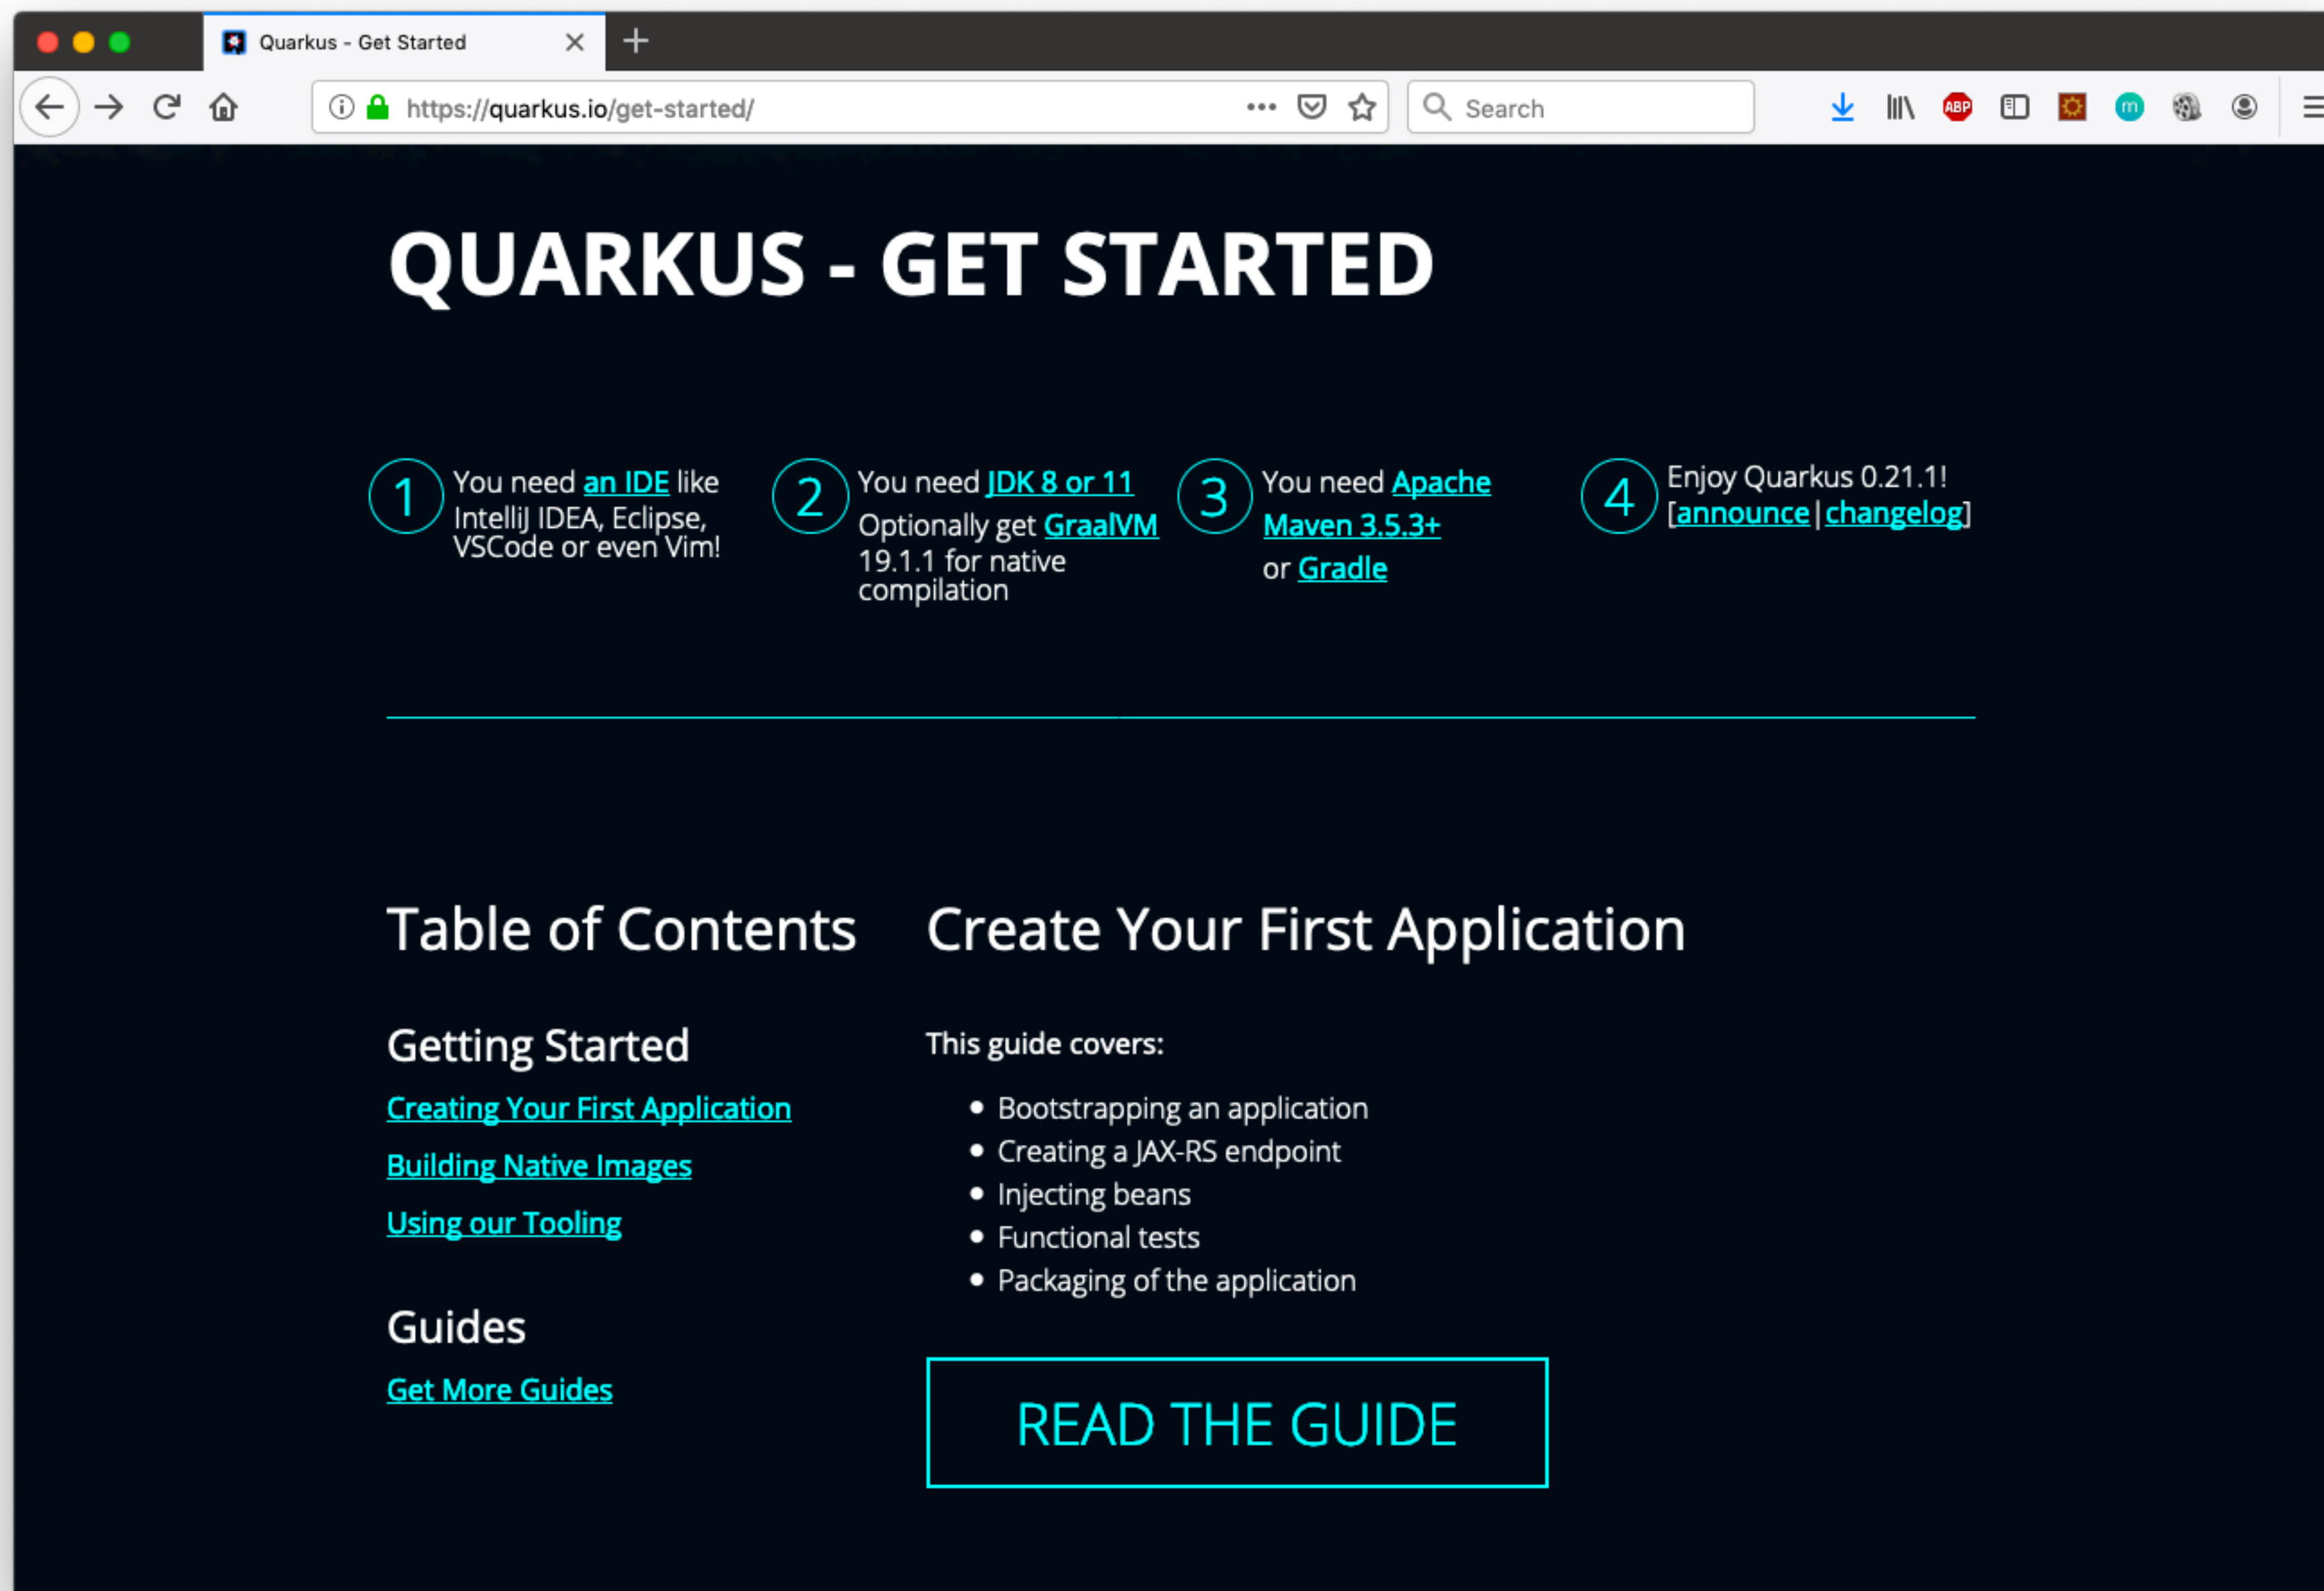 Quarkus - Get Started
https://quarkus.io/get-started/
Search
ABP
m
QUARKUS - GET STARTED
1
You need an IDE like
IntelliJ IDEA, Eclipse,
VSCode or even Vim!
2
You need JDK 8 or 11
Optionally get GraalVM
19.1.1 for native
compilation
3
You need Apache
Maven 3.5.3+
or Gradle
4
Enjoy Quarkus 0.21.1!
[announce|changelog]
Table of Contents
Getting Started
Creating Your First Application
Building Native Images
Using our Tooling
Guides
Get More Guides
Create Your First Application
This guide covers:
• Bootstrapping an application
• Creating a JAX-RS endpoint
• Injecting beans
• Functional tests
• Packaging of the application
READ THE GUIDE